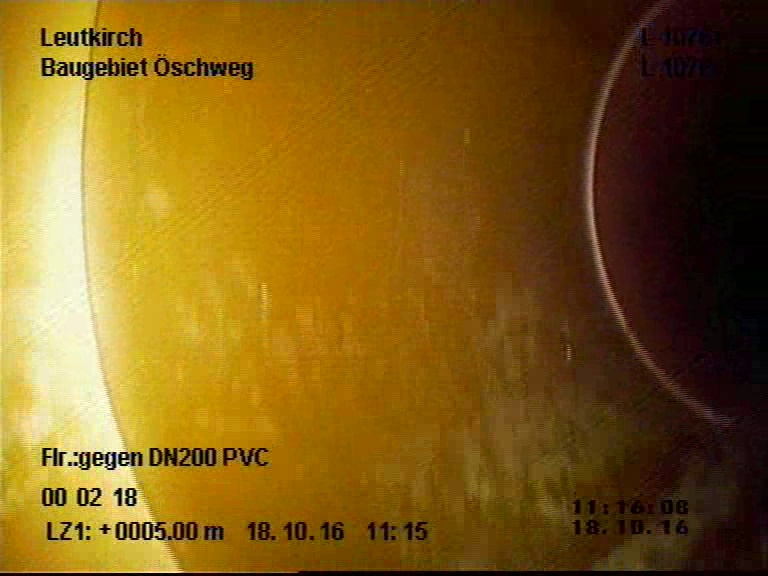 Leutkirch
Baugebiet Öschweg
Flr.:gegen DN200 PVC
00 02 18
LZ1: +0005.00 m 18.10.16 11:15
11:16:08
18.10.16